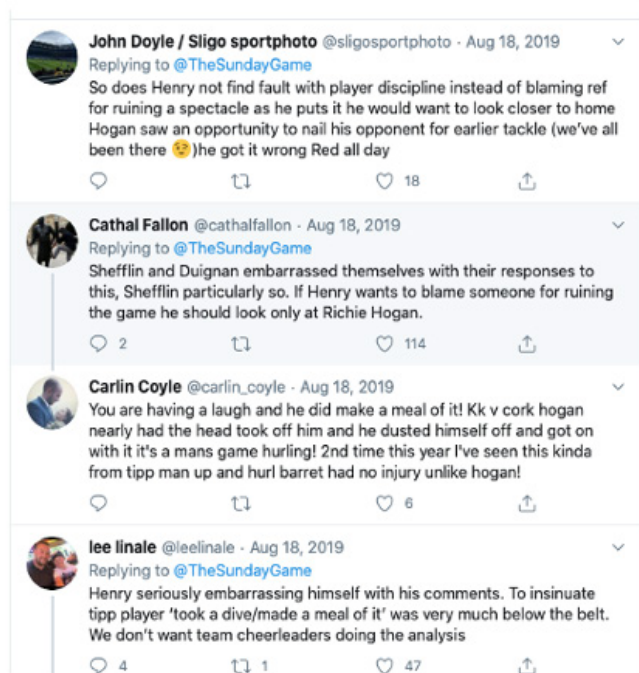 John Doyle / Sligo sportphoto @sligosportphoto · Aug 18, 2019
Replying to @TheSundayGame
So does Henry not find fault with player discipline instead of blaming ref
for ruining a spectacle as he puts it he would want to look closer to home
Hogan saw an opportunity to nail his opponent for earlier tackle (we've all
been there 😉)he got it wrong Red all day
18
Cathal Fallon @cathalfallon · Aug 18, 2019
Replying to @TheSundayGame
Shefflin and Duignan embarrassed themselves with their responses to
this, Shefflin particularly so. If Henry wants to blame someone for ruining
the game he should look only at Richie Hogan.
2 114
Carlin Coyle @carlin_coyle · Aug 18, 2019
You are having a laugh and he did make a meal of it! Kk v cork hogan
nearly had the head took off him and he dusted himself off and got on
with it it's a mans game hurling! 2nd time this year I've seen this kinda
from tipp man up and hurl barret had no injury unlike hogan!
6
lee linale @leelinale · Aug 18, 2019
Replying to @TheSundayGame
Henry seriously embarrassing himself with his comments. To insinuate
tipp player 'took a dive/made a meal of it' was very much below the belt.
We don't want team cheerleaders doing the analysis
4 1 47